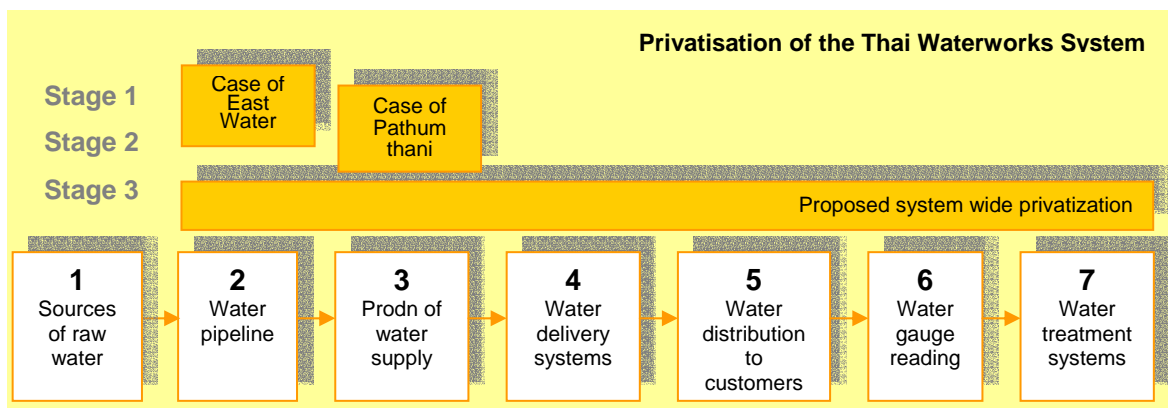 Privatisation of the Thai Waterworks System
Stage 1
Stage 2
Stage 3
Case of
East
Water
Case of
Pathum
thani
Proposed system wide privatization
1
Sources
of raw
water
2
Water
pipeline
3
Prodn of
water
supply
4
Water
delivery
systems
5
Water
distribution
to
customers
6
Water
gauge
reading
7
Water
treatment
systems